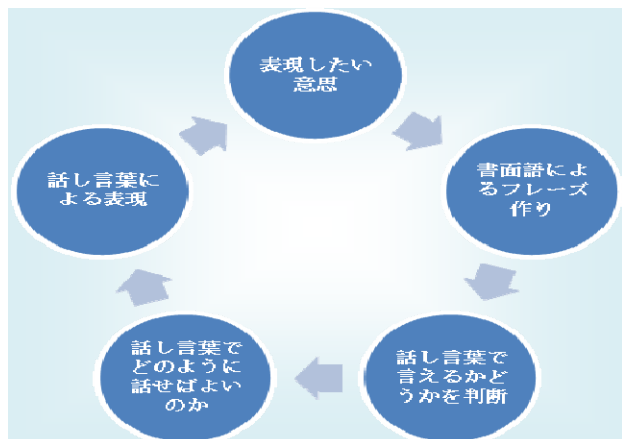 表現したい
意思
書面語によ
るフレーズ
作り
話し言葉で
言えるかど
うかを判断
話し言葉で
どのように
話せばよい
のか
話し言葉に
よる表現